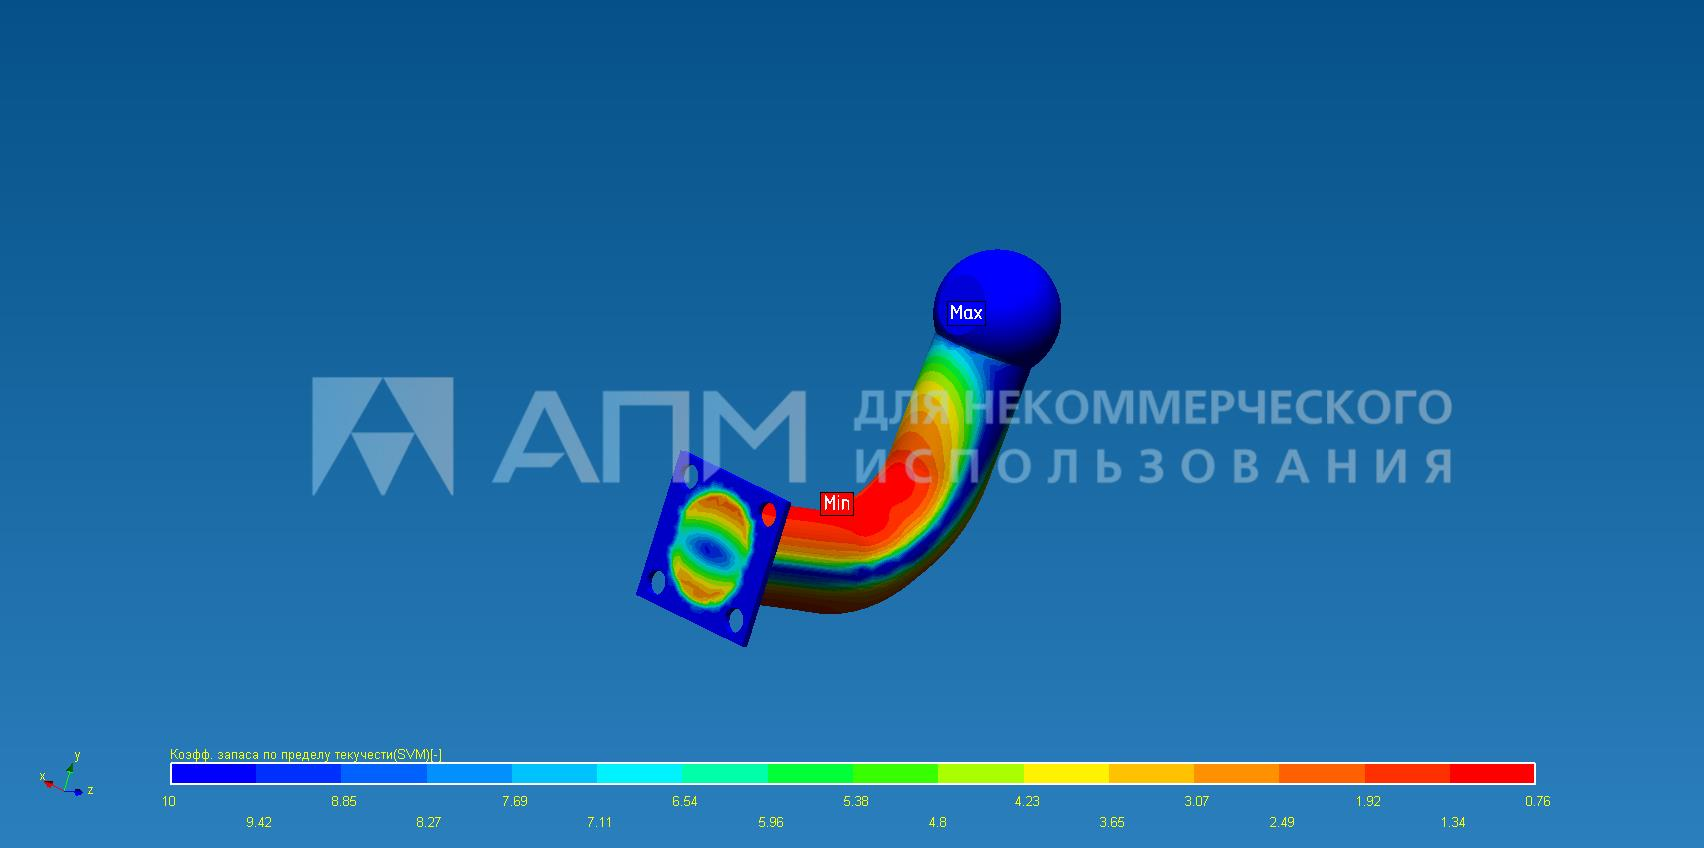 Max
АПМ ДЛЯ НЕКОММЕРЧЕСКОГО
ИСПОЛЬЗОВАНИЯ
Min
Коэфф. запаса по пределу текучести(SVM)[-]
y
x
z
10 8.85 7.69 6.54 5.38 4.23 3.07 1.92 0.76
9.42 8.27 7.11 5.96 4.8 3.65 2.49 1.34